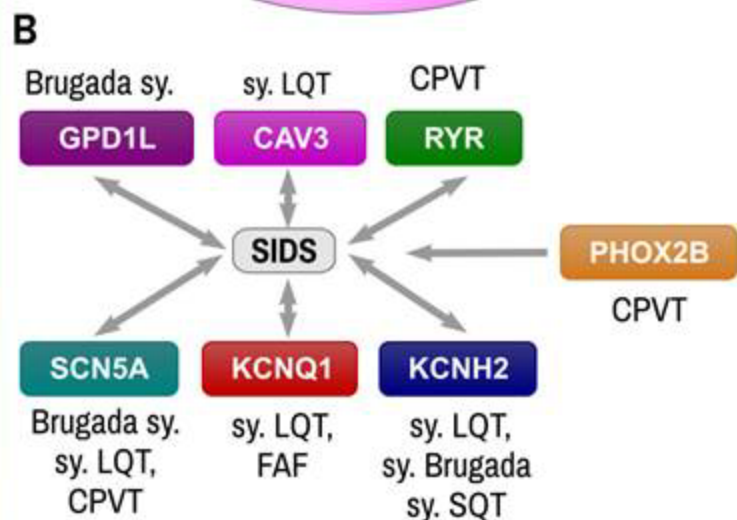 B
Brugada sy.
sy. LQT
CPVT
GPD1L
CAV3
RYR
SIDS
PHOX2B
CPVT
SCN5A
KCNQ1
KCNH2
Brugada sy.
sy. LQT,
CPVT
sy. LQT,
FAF
sy. LQT,
sy. Brugada
sy. SQT